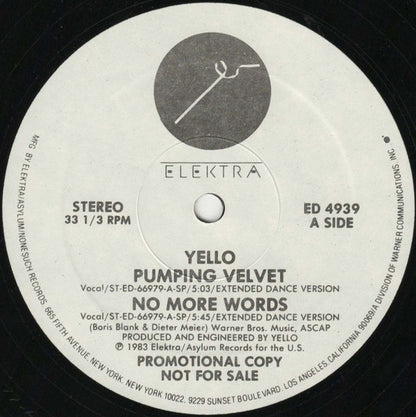 ELEKTRA
STEREO
33 1/3 RPM
ED 4939
A SIDE
YELLO
PUMPING VELVET
Vocal/ST-ED-66979-A-SP/5:03/EXTENDED DANCE VERSION
NO MORE WORDS
Vocal/ST-ED-66979-A-SP/5:45/EXTENDED DANCE VERSION
(Boris Blank & Dieter Meier) Warner Bros. Music, ASCAP
PRODUCED AND ENGINEERED BY YELLO
℗ 1983 Elektra/Asylum Records for the U.S.
PROMOTIONAL COPY
NOT FOR SALE
MFG. BY ELEKTRA/ASYLUM/NONESUCH RECORDS, 665 FIFTH AVENUE, NEW YORK, NEW YORK 10022. 9229 SUNSET BOULEVARD, LOS ANGELES, CALIFORNIA 90069/A DIVISION OF WARNER COMMUNICATIONS, INC.